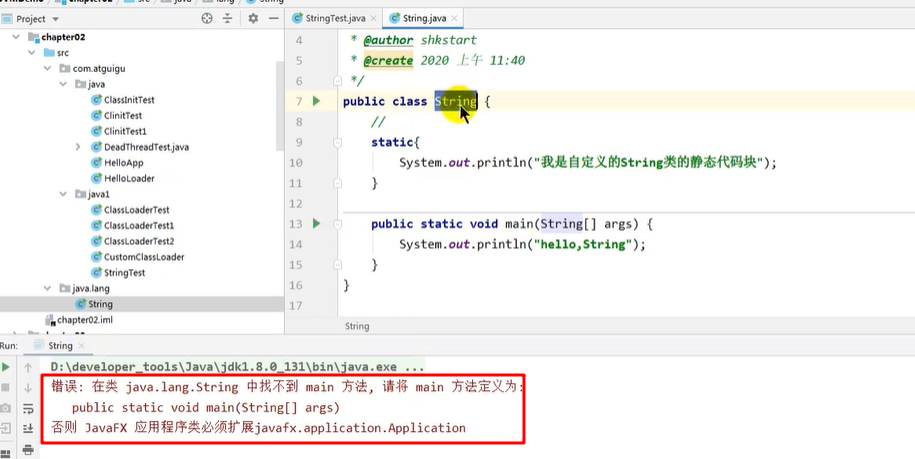 chapter02
java
lang
String
Project
StringTest.java
String.java
chapter02
src
com.atguigu
java
ClassInitTest
ClinitTest
ClinitTest1
DeadThreadTest.java
HelloApp
HelloLoader
java1
ClassLoaderTest
ClassLoaderTest1
ClassLoaderTest2
CustomClassLoader
StringTest
java.lang
String
chapter02.iml
4 * @author shkstart
5 * @create 2020 上午 11:40
6 */
7 public class String {
8 //
9 static{
10 System.out.println("我是自定义的String类的静态代码块");
11 }
12
13 public static void main(String[] args) {
14 System.out.println("hello,String");
15 }
16 }
17
String
Run:
String
D:\developer_tools\Java\jdk1.8.0_131\bin\java.exe ...
错误: 在类 java.lang.String 中找不到 main 方法, 请将 main 方法定义为:
public static void main(String[] args)
否则 JavaFX 应用程序类必须扩展javafx.application.Application